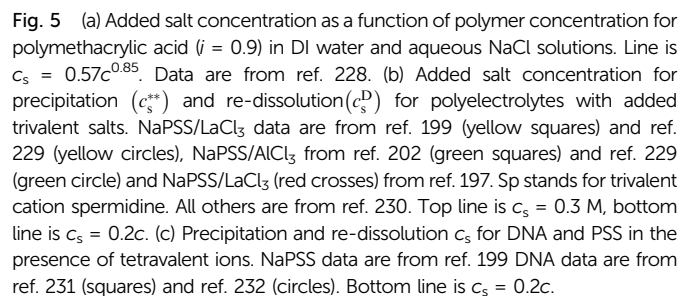 Fig. 5 (a) Added salt concentration as a function of polymer concentration for
polymethacrylic acid (i = 0.9) in DI water and aqueous NaCl solutions. Line is
cₛ = 0.57c⁰·⁸⁵. Data are from ref. 228. (b) Added salt concentration for
precipitation (cₛ**) and re-dissolution(cₛᴰ) for polyelectrolytes with added
trivalent salts. NaPSS/LaCl₃ data are from ref. 199 (yellow squares) and ref.
229 (yellow circles), NaPSS/AlCl₃ from ref. 202 (green squares) and ref. 229
(green circle) and NaPSS/LaCl₃ (red crosses) from ref. 197. Sp stands for trivalent
cation spermidine. All others are from ref. 230. Top line is cₛ = 0.3 M, bottom
line is cₛ = 0.2c. (c) Precipitation and re-dissolution cₛ for DNA and PSS in the
presence of tetravalent ions. NaPSS data are from ref. 199 DNA data are from
ref. 231 (squares) and ref. 232 (circles). Bottom line is cₛ = 0.2c.